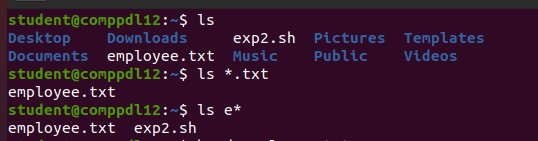 student@comppdl12:~$ ls
Desktop Downloads exp2.sh Pictures Templates
Documents employee.txt Music Public Videos
student@comppdl12:~$ ls *.txt
employee.txt
student@comppdl12:~$ ls e*
employee.txt exp2.sh